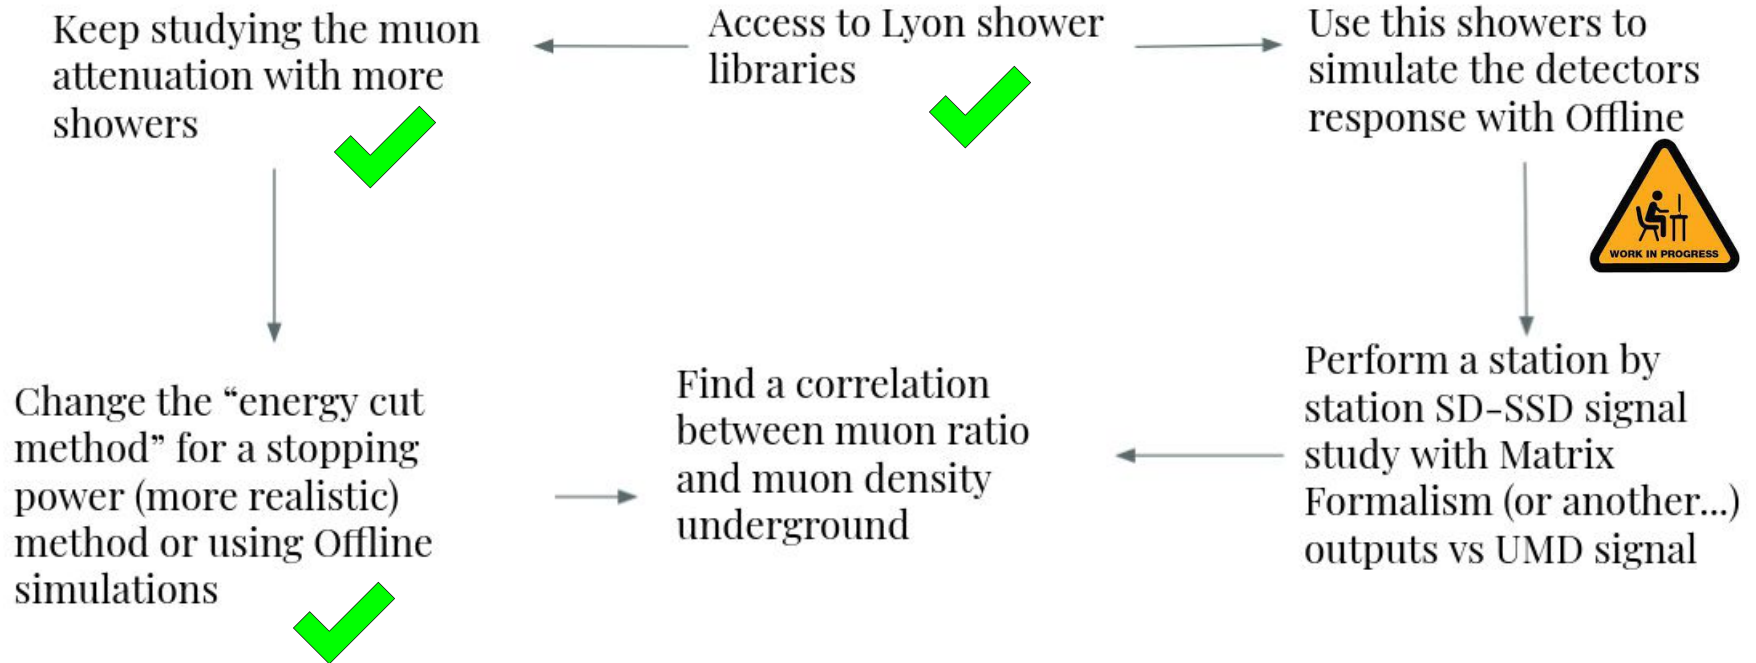 Keep studying the muon
attenuation with more
showers
Access to Lyon shower
libraries
Use this showers to
simulate the detectors
response with Offline
WORK IN PROGRESS
Change the “energy cut
method” for a stopping
power (more realistic)
method or using Offline
simulations
Find a correlation
between muon ratio
and muon density
underground
Perform a station by
station SD-SSD signal
study with Matrix
Formalism (or another...)
outputs vs UMD signal